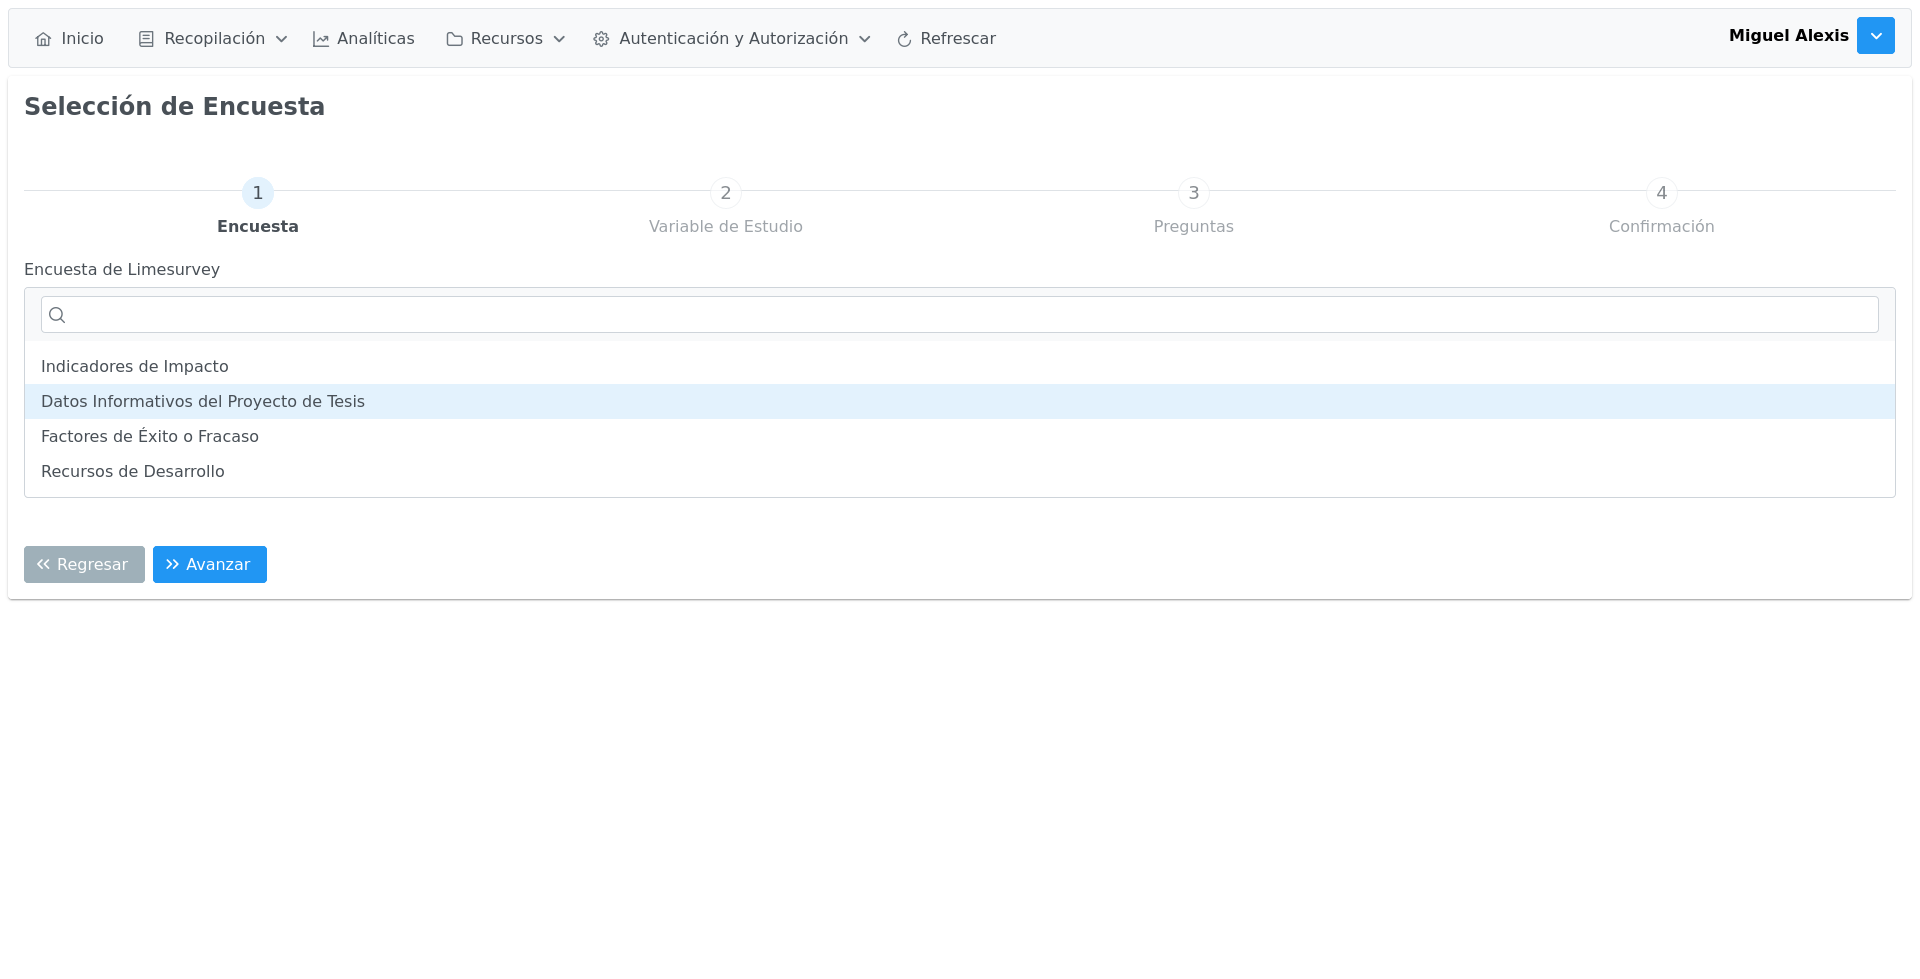 Inicio Recopilación Analíticas Recursos Autenticación y Autorización Refrescar Miguel Alexis
Selección de Encuesta
1 2 3 4
Encuesta Variable de Estudio Preguntas Confirmación
Encuesta de Limesurvey
Indicadores de Impacto
Datos Informativos del Proyecto de Tesis
Factores de Éxito o Fracaso
Recursos de Desarrollo
Regresar Avanzar